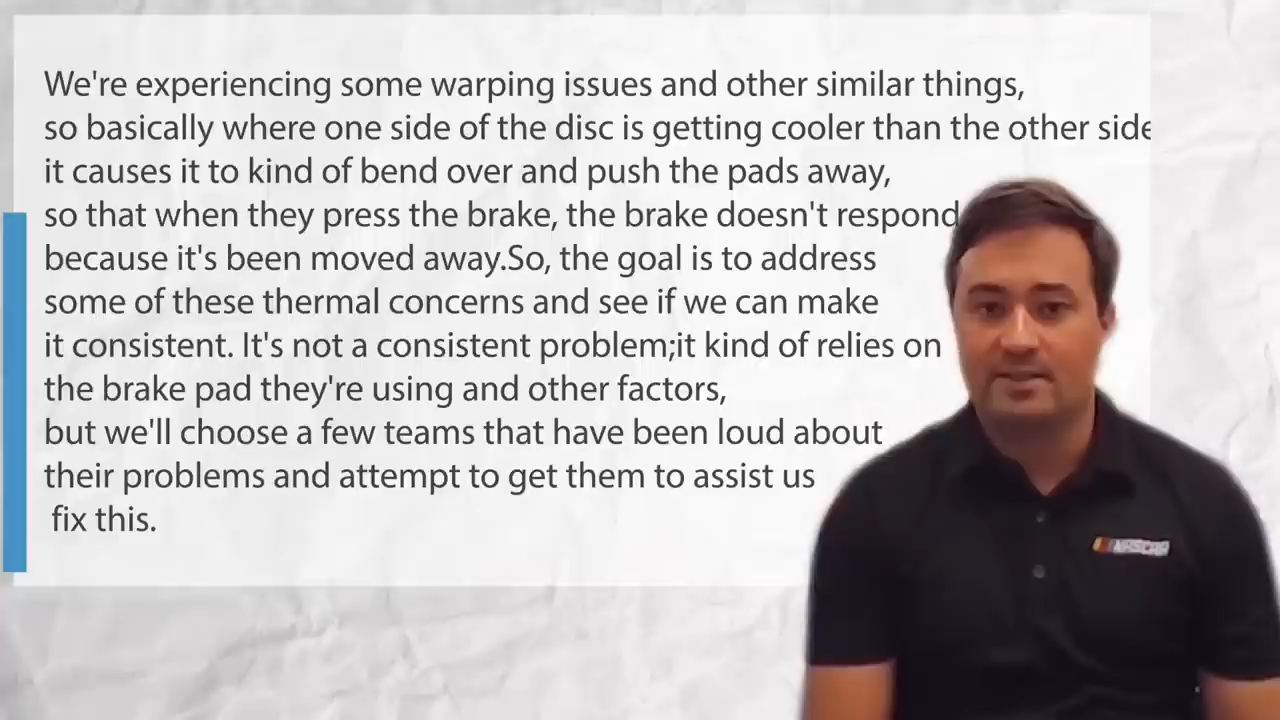 We're experiencing some warping issues and other similar things,
so basically where one side of the disc is getting cooler than the other side
it causes it to kind of bend over and push the pads away,
so that when they press the brake, the brake doesn't respond
because it's been moved away.So, the goal is to address
some of these thermal concerns and see if we can make
it consistent. It's not a consistent problem;it kind of relies on
the brake pad they're using and other factors,
but we'll choose a few teams that have been loud about
their problems and attempt to get them to assist us
fix this.
NASCAR